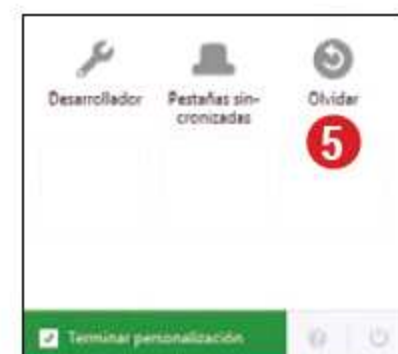 Desarrollador Pestañas sin- Olvidar
cronizadas
5
Terminar personalización